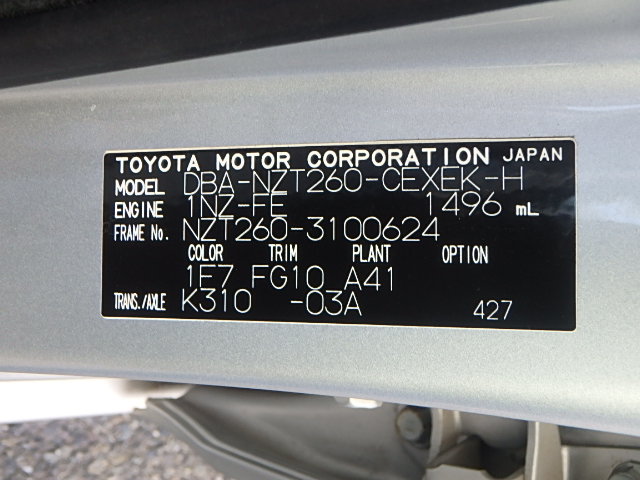 TOYOTA MOTOR CORPORATION JAPAN
MODEL DBA-NZT260-CEXEK-H
ENGINE 1NZ-FE 1496 mL
FRAME No. NZT260-3100624
COLOR TRIM PLANT OPTION
1E7 FG10 A41
TRANS./AXLE K310 -03A 427